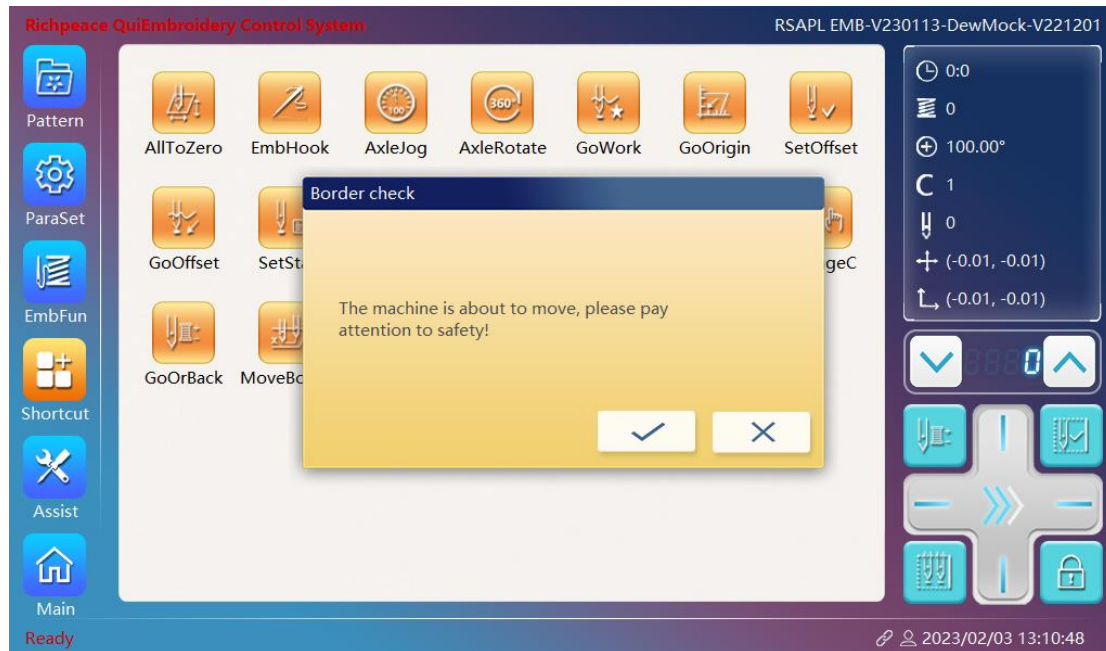 Richpeace QuiEmbroidery Control System
RSAPL EMB-V230113-DewMock-V221201
Pattern
ParaSet
EmbFun
Shortcut
Assist
Main
AllToZero
EmbHook
100
AxleJog
360°
AxleRotate
GoWork
GoOrigin
SetOffset
GoOffset
SetSt
geC
GoOrBack
MoveBo
Border check
The machine is about to move, please pay
attention to safety!
0:0
0
100.00°
C 1
0
(-0.01, -0.01)
(-0.01, -0.01)
0
Ready
2023/02/03 13:10:48